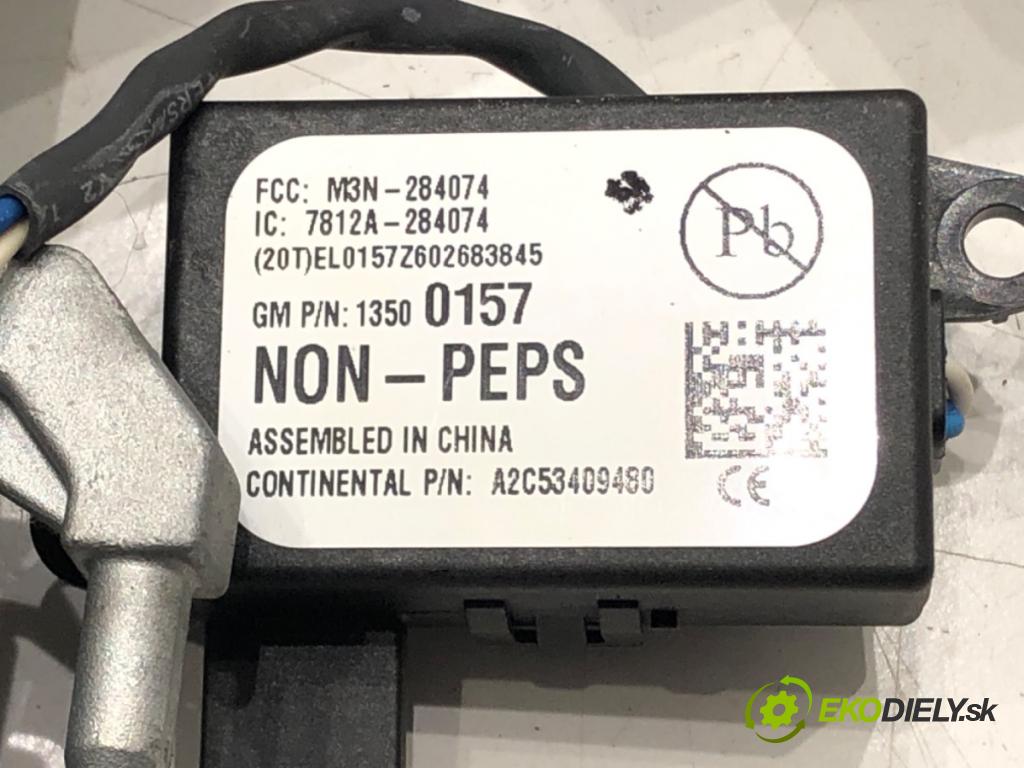 FCC: M3N-284074
IC: 7812A-284074
(20T)EL0157Z602683845
GM P/N: 1350 0157
NON-PEPS
ASSEMBLED IN CHINA
CONTINENTAL P/N: A2C53409480
Pb
CE
EKODIELY.sk